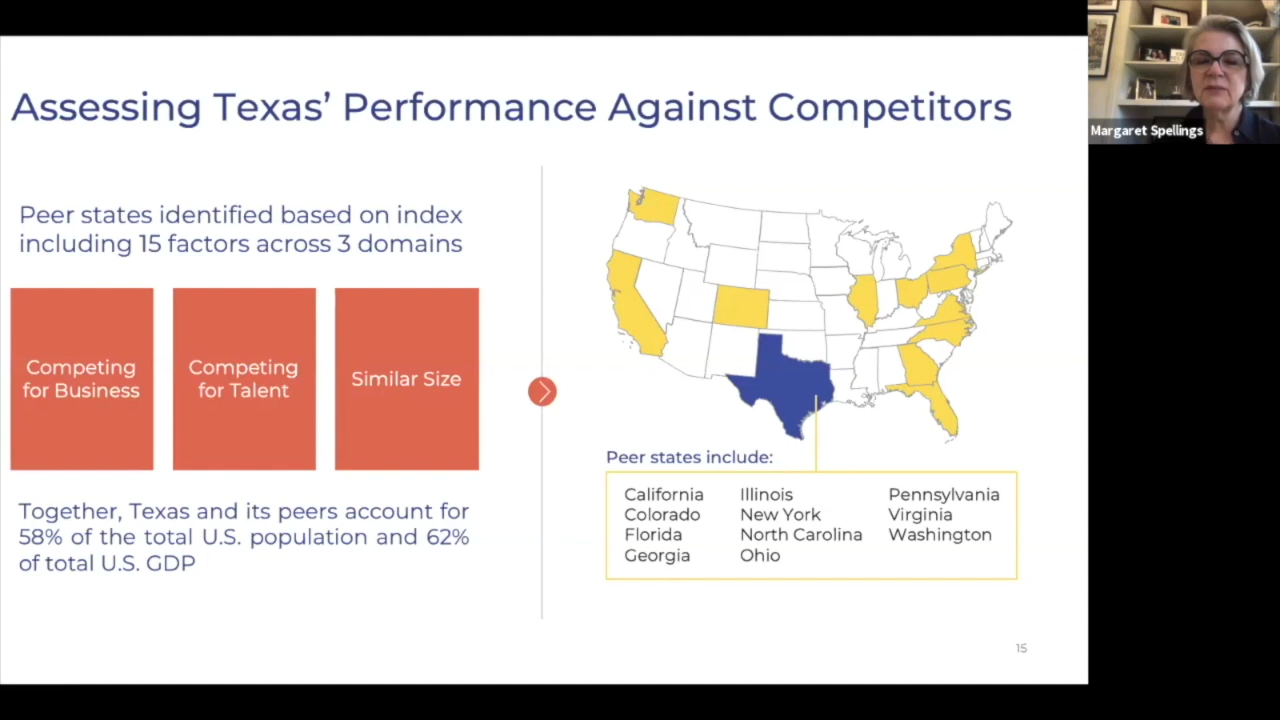 Assessing Texas’ Performance Against Competitors
Margaret Spellings
Peer states identified based on index
including 15 factors across 3 domains
Competing
for Business
Competing
for Talent
Similar Size
Together, Texas and its peers account for
58% of the total U.S. population and 62%
of total U.S. GDP
Peer states include:
California
Colorado
Florida
Georgia
Illinois
New York
North Carolina
Ohio
Pennsylvania
Virginia
Washington
15